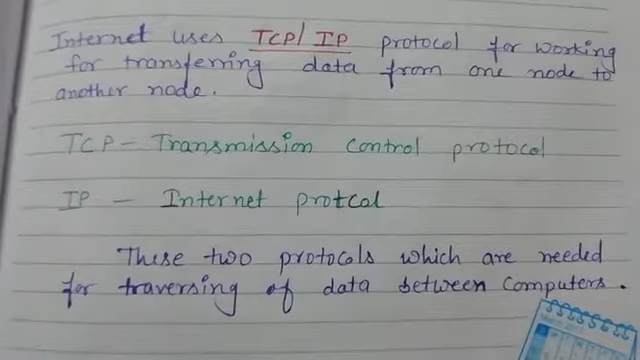 Internet uses TCP/IP protocol for working
for transferring data from one node to
another node.
TCP - Transmission control protocol
IP - Internet protcol
These two protocols which are needed
for traversing of data between computers.